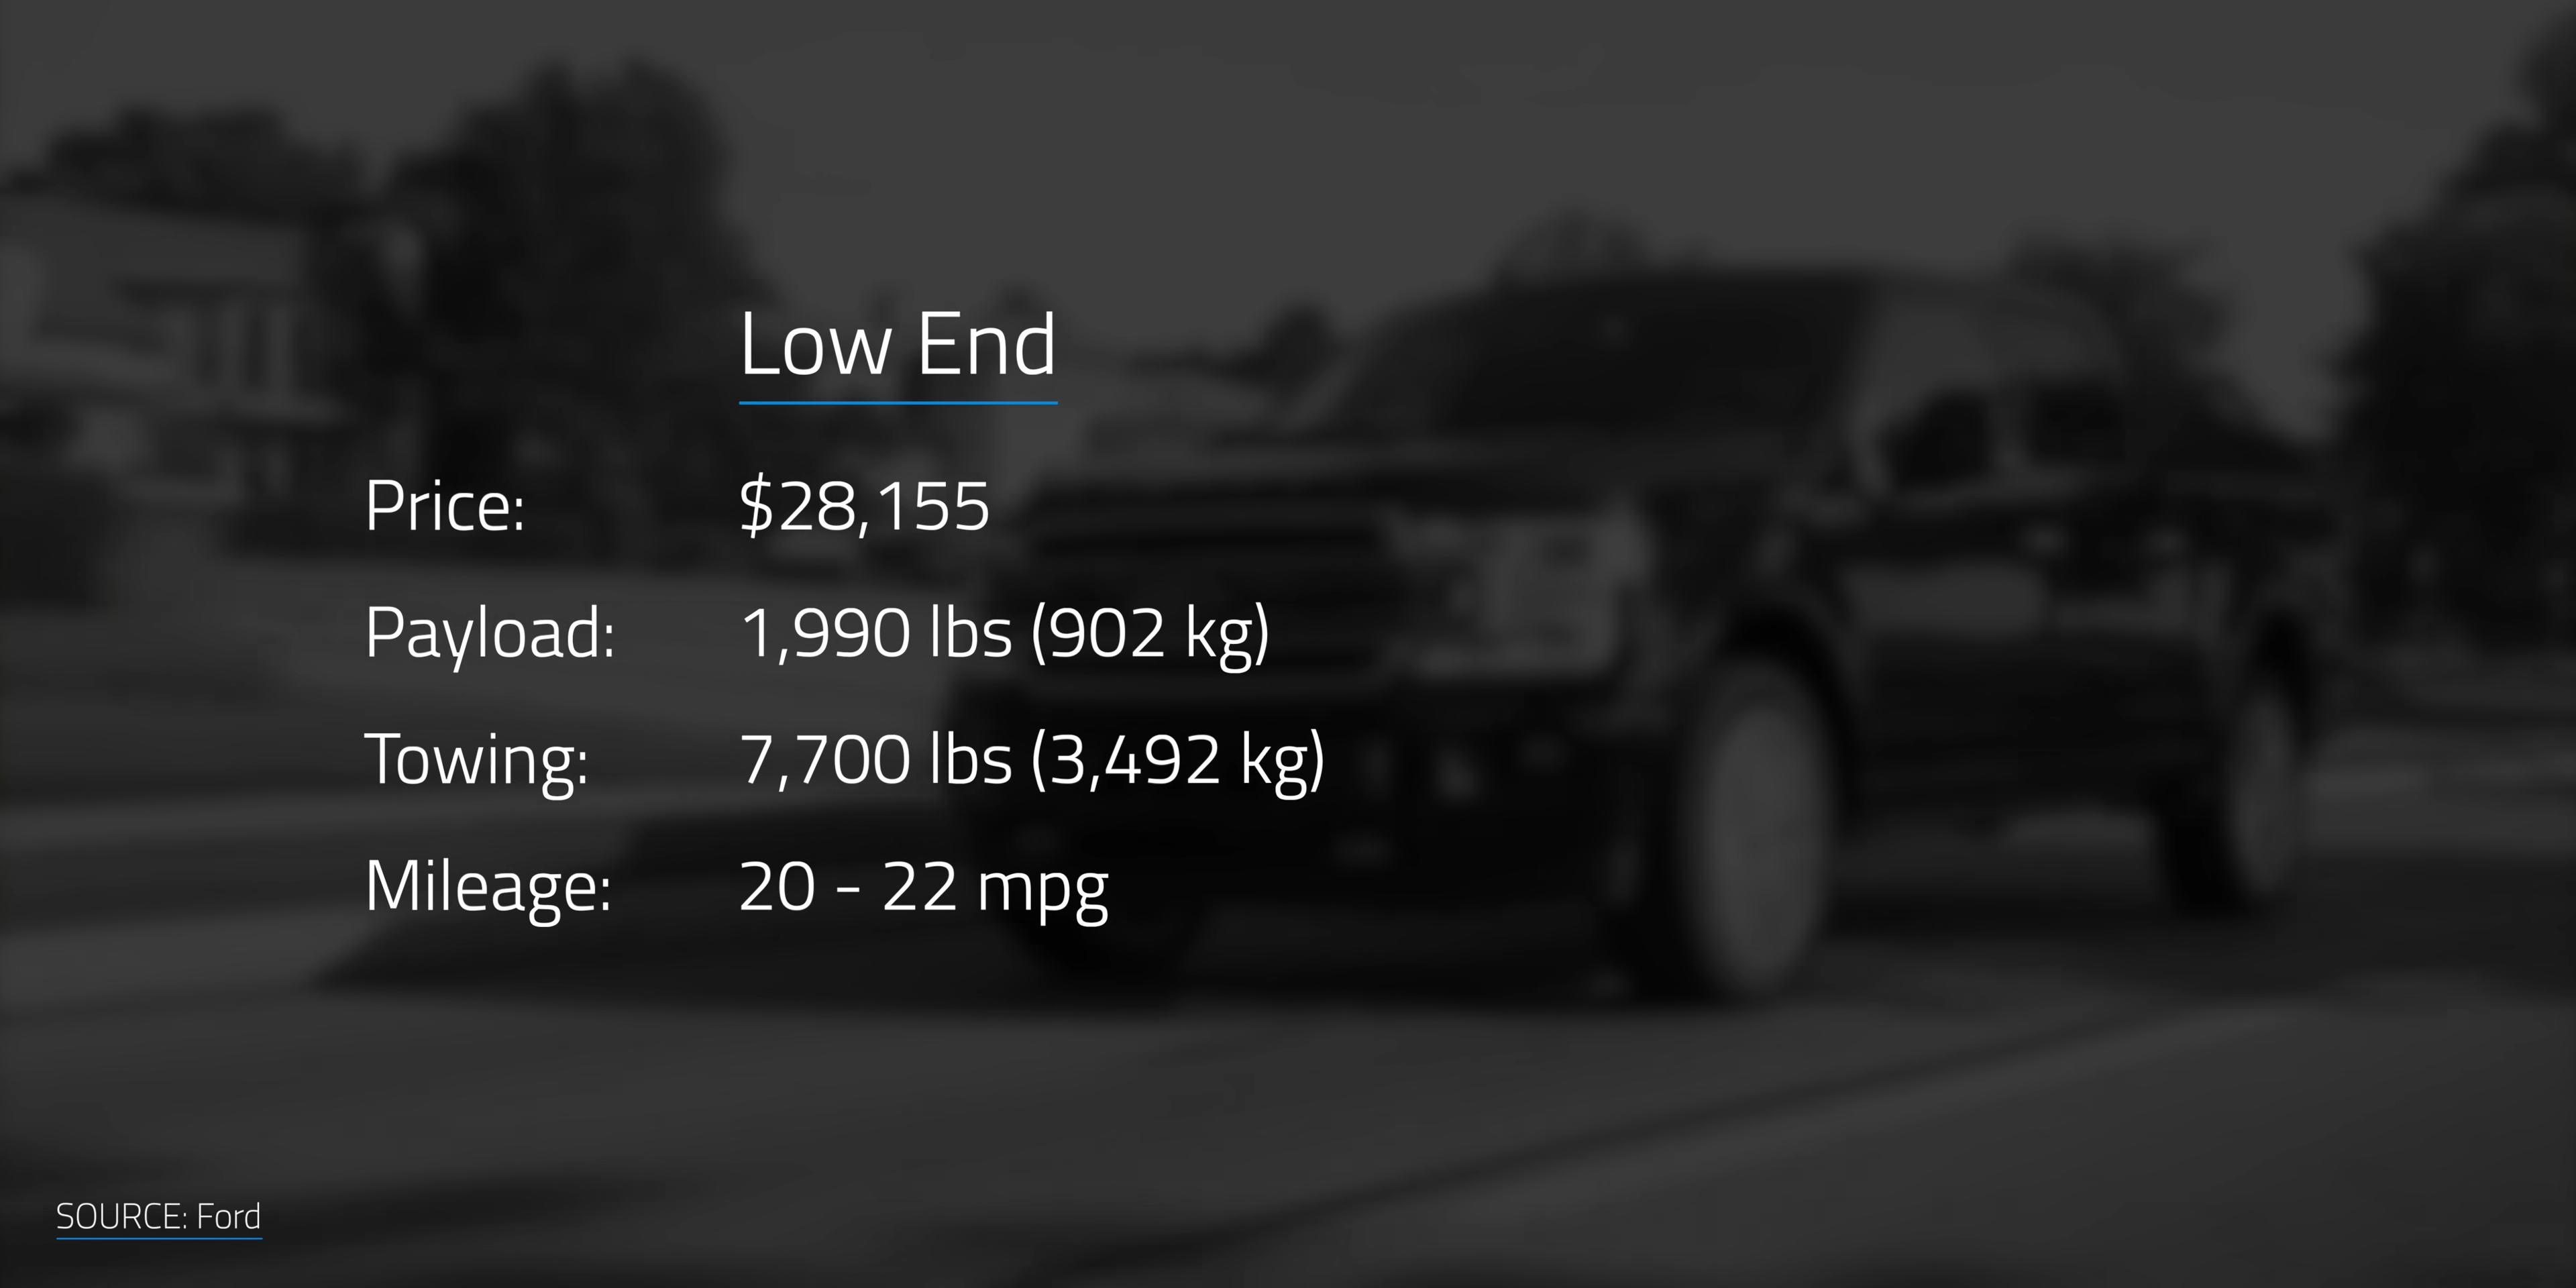 Low End
Price: $28,155
Payload: 1,990 lbs (902 kg)
Towing: 7,700 lbs (3,492 kg)
Mileage: 20 - 22 mpg
SOURCE: Ford